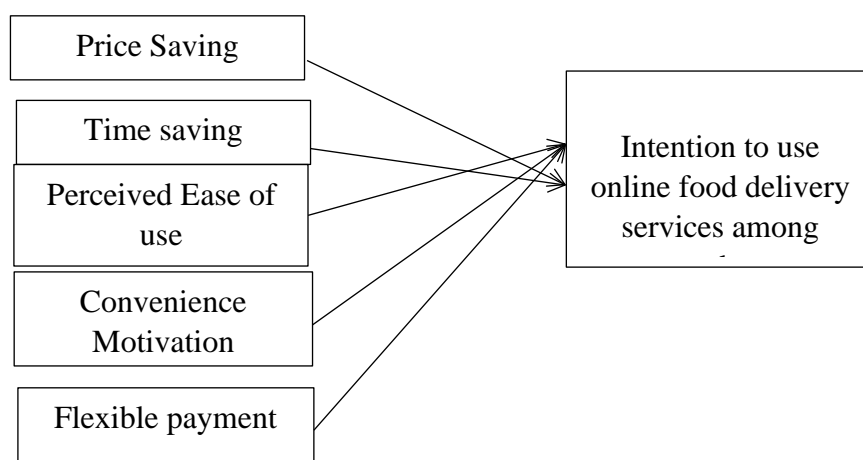 Price Saving
Time saving
Perceived Ease of
use
Convenience
Motivation
Flexible payment
Intention to use
online food delivery
services among